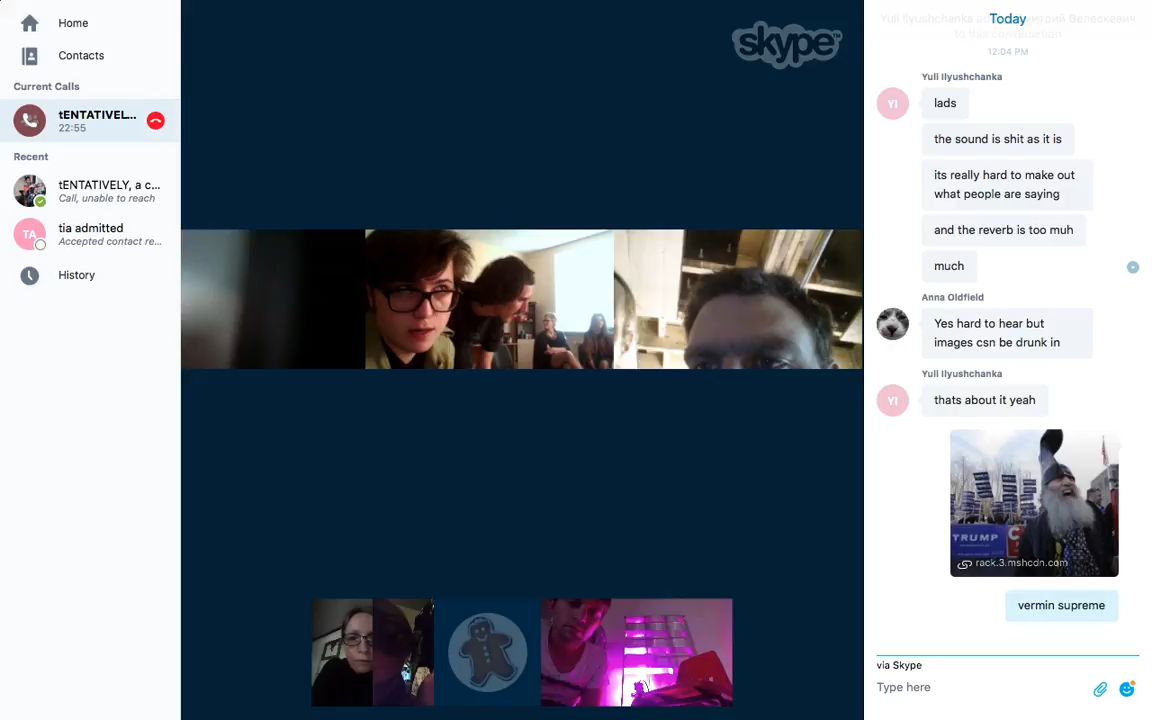 Home
Contacts
Current Calls
tENTATIVEL...
22:55
Recent
tENTATIVELY, a c...
Call, unable to reach
TA
tia admitted
Accepted contact re...
History
skype™
Today
to this conversation
12:04 PM
Yuli Ilyushchanka
YI
lads
the sound is shit as it is
its really hard to make out
what people are saying
and the reverb is too muh
much
Anna Oldfield
Yes hard to hear but
images csn be drunk in
Yuli Ilyushchanka
YI
thats about it yeah
TRUMP
rack.3.mshcdn.com
vermin supreme
via Skype
Type here